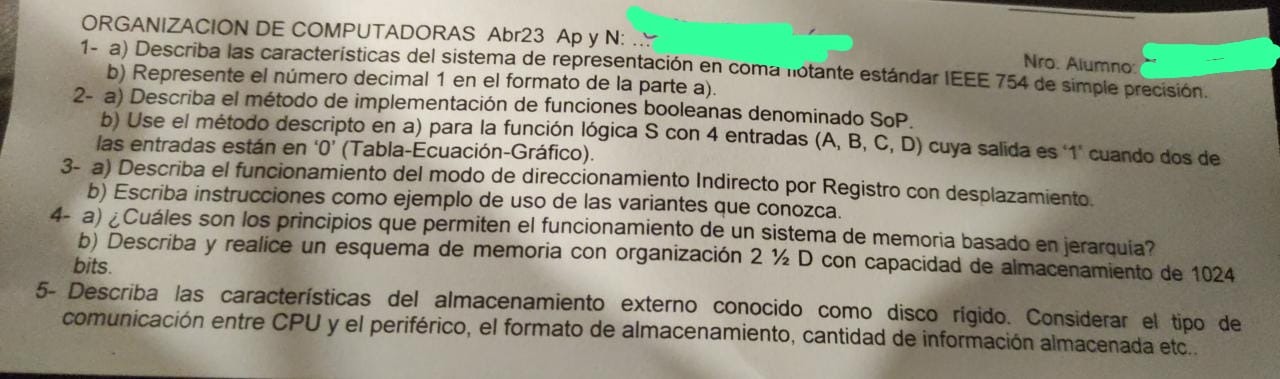 ORGANIZACION DE COMPUTADORAS Abr23 Ap y N: ...
Nro. Alumno:
1- a) Describa las características del sistema de representación en coma flotante estándar IEEE 754 de simple precisión.
b) Represente el número decimal 1 en el formato de la parte a).
2- a) Describa el método de implementación de funciones booleanas denominado SoP.
b) Use el método descripto en a) para la función lógica S con 4 entradas (A, B, C, D) cuya salida es ‘1’ cuando dos de
las entradas están en ‘0’ (Tabla-Ecuación-Gráfico).
3- a) Describa el funcionamiento del modo de direccionamiento Indirecto por Registro con desplazamiento.
b) Escriba instrucciones como ejemplo de uso de las variantes que conozca.
4- a) ¿Cuáles son los principios que permiten el funcionamiento de un sistema de memoria basado en jerarquía?
b) Describa y realice un esquema de memoria con organización 2 ½ D con capacidad de almacenamiento de 1024
bits.
5- Describa las características del almacenamiento externo conocido como disco rígido. Considerar el tipo de
comunicación entre CPU y el periférico, el formato de almacenamiento, cantidad de información almacenada etc..